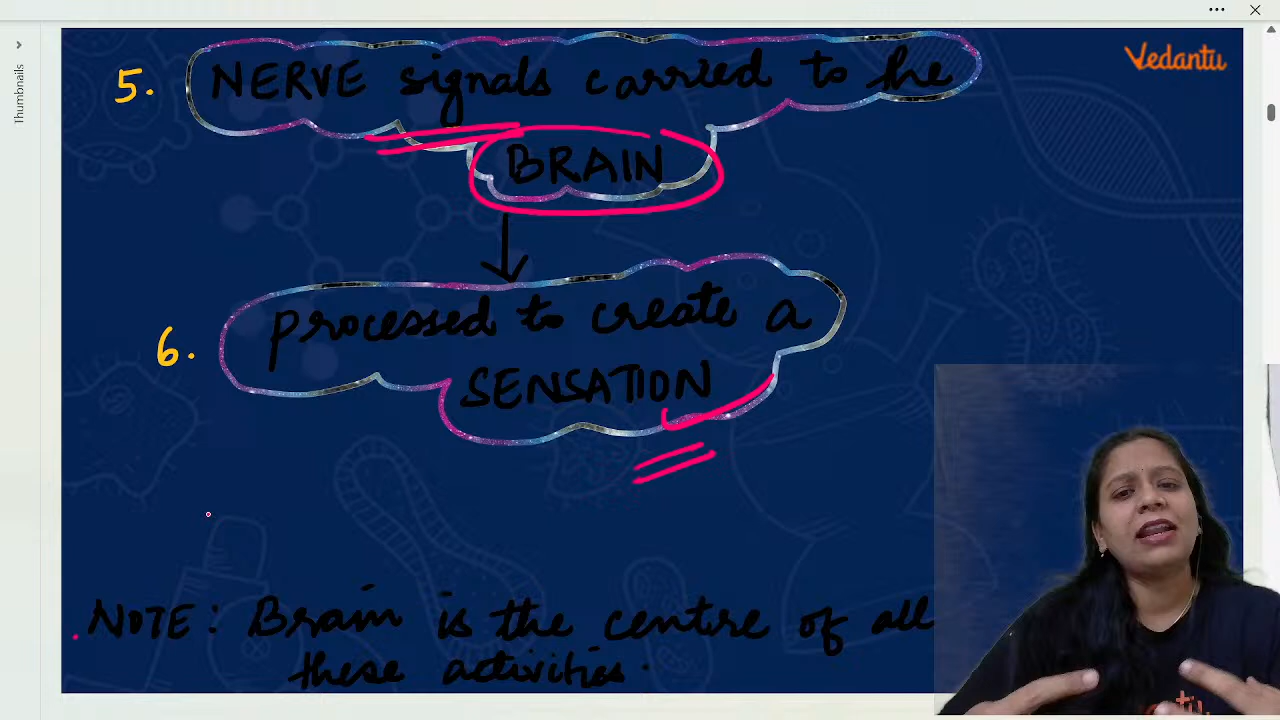 Thumbnails
Vedantu
5. NERVE signals carried to the
BRAIN
6. processed to create a
SENSATION
NOTE: Brain is the centre of all
these activities.